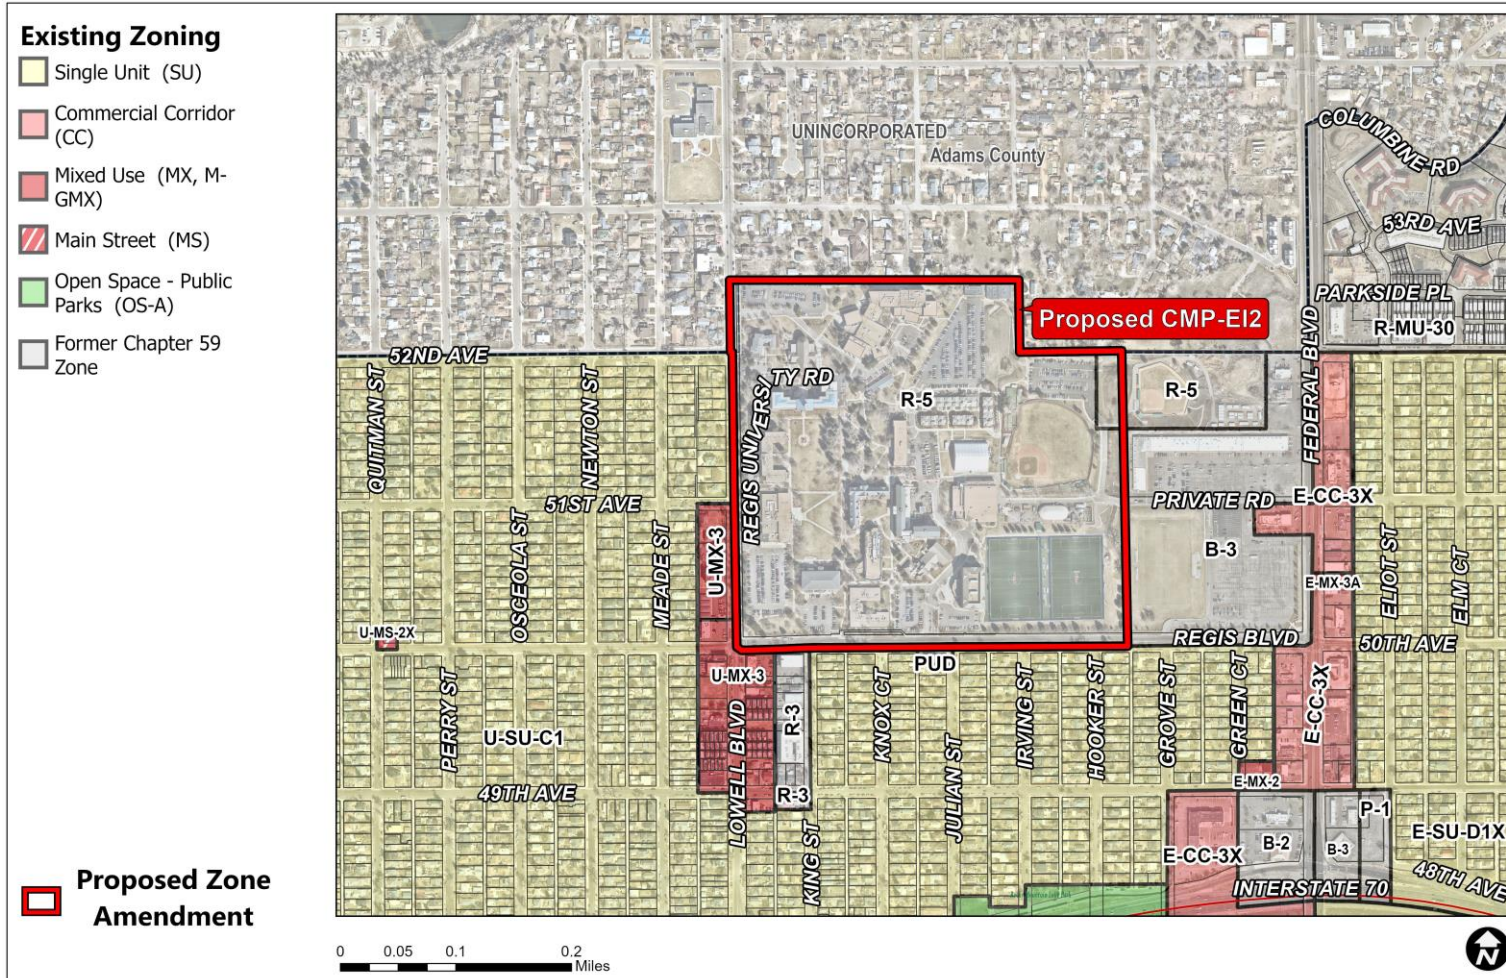 Existing Zoning
Single Unit (SU)
Commercial Corridor
(CC)
Mixed Use (MX, M-
GMX)
Main Street (MS)
Open Space - Public
Parks (OS-A)
Former Chapter 59
Zone
Proposed Zone
Amendment
UNINCORPORATED
Adams County
COLUMBINE RD
53RD AVE
PARKSIDE PL
R-MU-30
Proposed CMP-EI2
52ND AVE
REGIS UNIVERSITY RD
R-5
R-5
FEDERAL BLVD
QUITMAN ST
NEWTON ST
51ST AVE
OSCEOLA ST
MEADE ST
U-MX-3
PRIVATE RD
E-CC-3X
B-3
E-MX-3A
ELIOT ST
ELM CT
U-MS-2X
REGIS BLVD
50TH AVE
PUD
U-MX-3
PERRY ST
U-SU-C1
LOWELL BLVD
R-3
KNOX CT
JULIAN ST
IRVING ST
HOOKER ST
GROVE ST
GREEN CT
E-CC-3X
49TH AVE
R-3
KING ST
E-MX-2
P-1
E-CC-3X
B-2
B-3
E-SU-D1X
INTERSTATE 70
48TH AVE
0 0.05 0.1 0.2
Miles
N